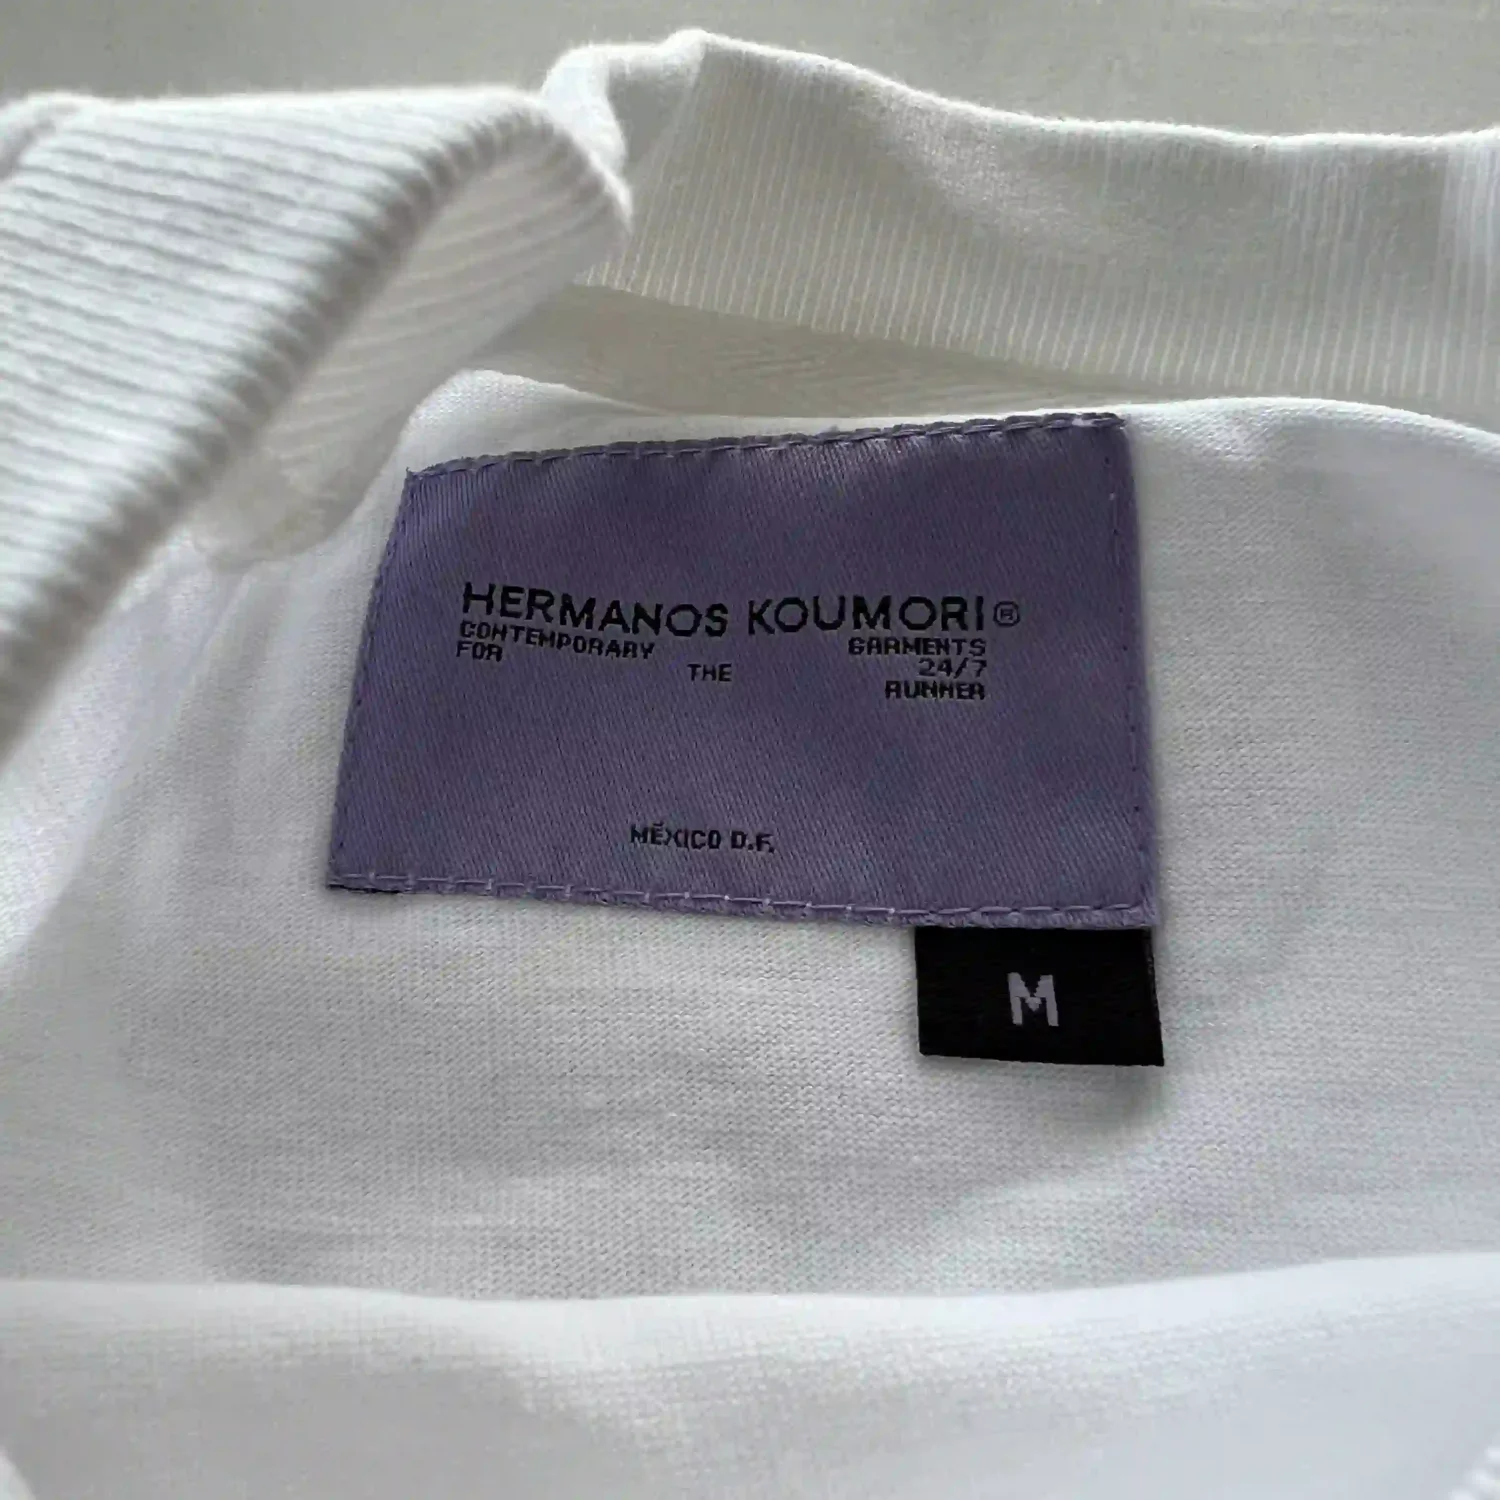 HERMANOS KOUMORI®
CONTEMPORARY GARMENTS
FOR THE 24/7
RUNNER
MÉXICO D.F.
M